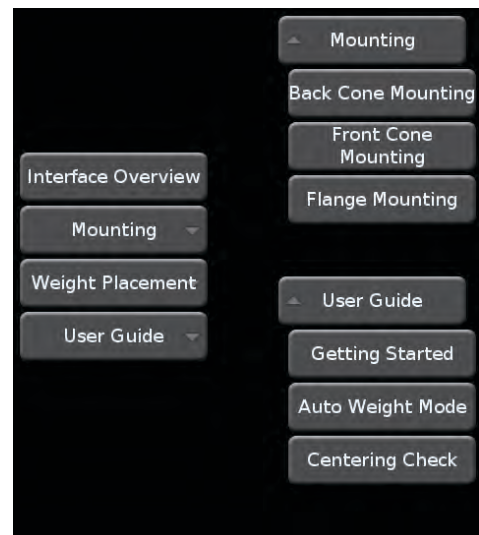 Interface Overview
Mounting
Weight Placement
User Guide
Mounting
Back Cone Mounting
Front Cone
Mounting
Flange Mounting
User Guide
Getting Started
Auto Weight Mode
Centering Check